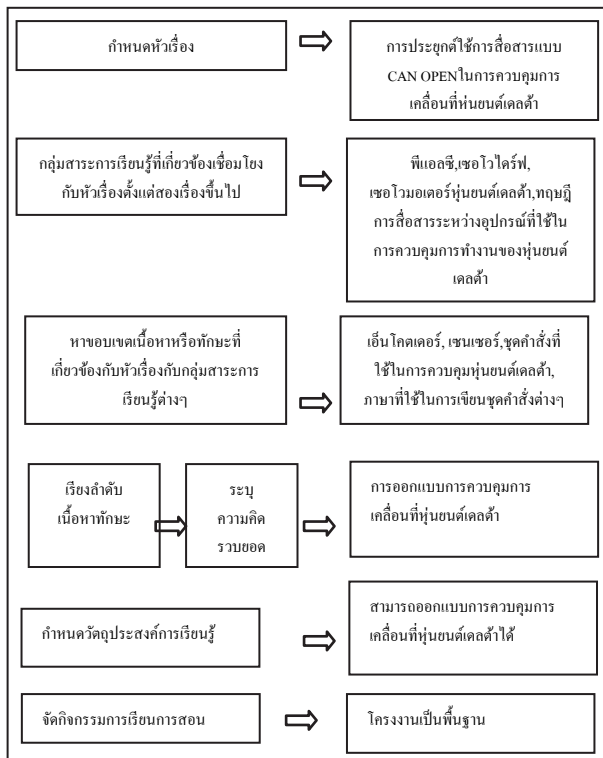 กำหนดหัวเรื่อง
การประยุกต์ใช้การสื่อสารแบบ
CAN OPENในการควบคุมการ
เคลื่อนที่หุ่นยนต์เดลต้า
กลุ่มสาระการเรียนรู้ที่เกี่ยวข้องเชื่อมโยง
กับหัวเรื่องตั้งแต่สองเรื่องขึ้นไป
พีแอลซี,เซอโวไดร์ฟ,
เซอโวมอเตอร์หุ่นยนต์เดลต้า,ทฤษฎี
การสื่อสารระหว่างอุปกรณ์ที่ใช้ใน
การควบคุมการทำงานของหุ่นยนต์
เดลต้า
หาขอบเขตเนื้อหาหรือทักษะที่
เกี่ยวข้องกับหัวเรื่องกับกลุ่มสาระการ
เรียนรู้ต่างๆ
เอ็นโคตเดอร์, เซนเซอร์,ชุดคำสั่งที่
ใช้ในการควบคุมหุ่นยนต์เดลต้า,
ภาษาที่ใช้ในการเขียนชุดคำสั่งต่างๆ
เรียงลำดับ
เนื้อหาทักษะ
ระบุ
ความคิด
รวบยอด
การออกแบบการควบคุมการ
เคลื่อนที่หุ่นยนต์เดลต้า
กำหนดวัตถุประสงค์การเรียนรู้
สามารถออกแบบการควบคุมการ
เคลื่อนที่หุ่นยนต์เดลต้าได้
จัดกิจกรรมการเรียนการสอน
โครงงานเป็นพื้นฐาน